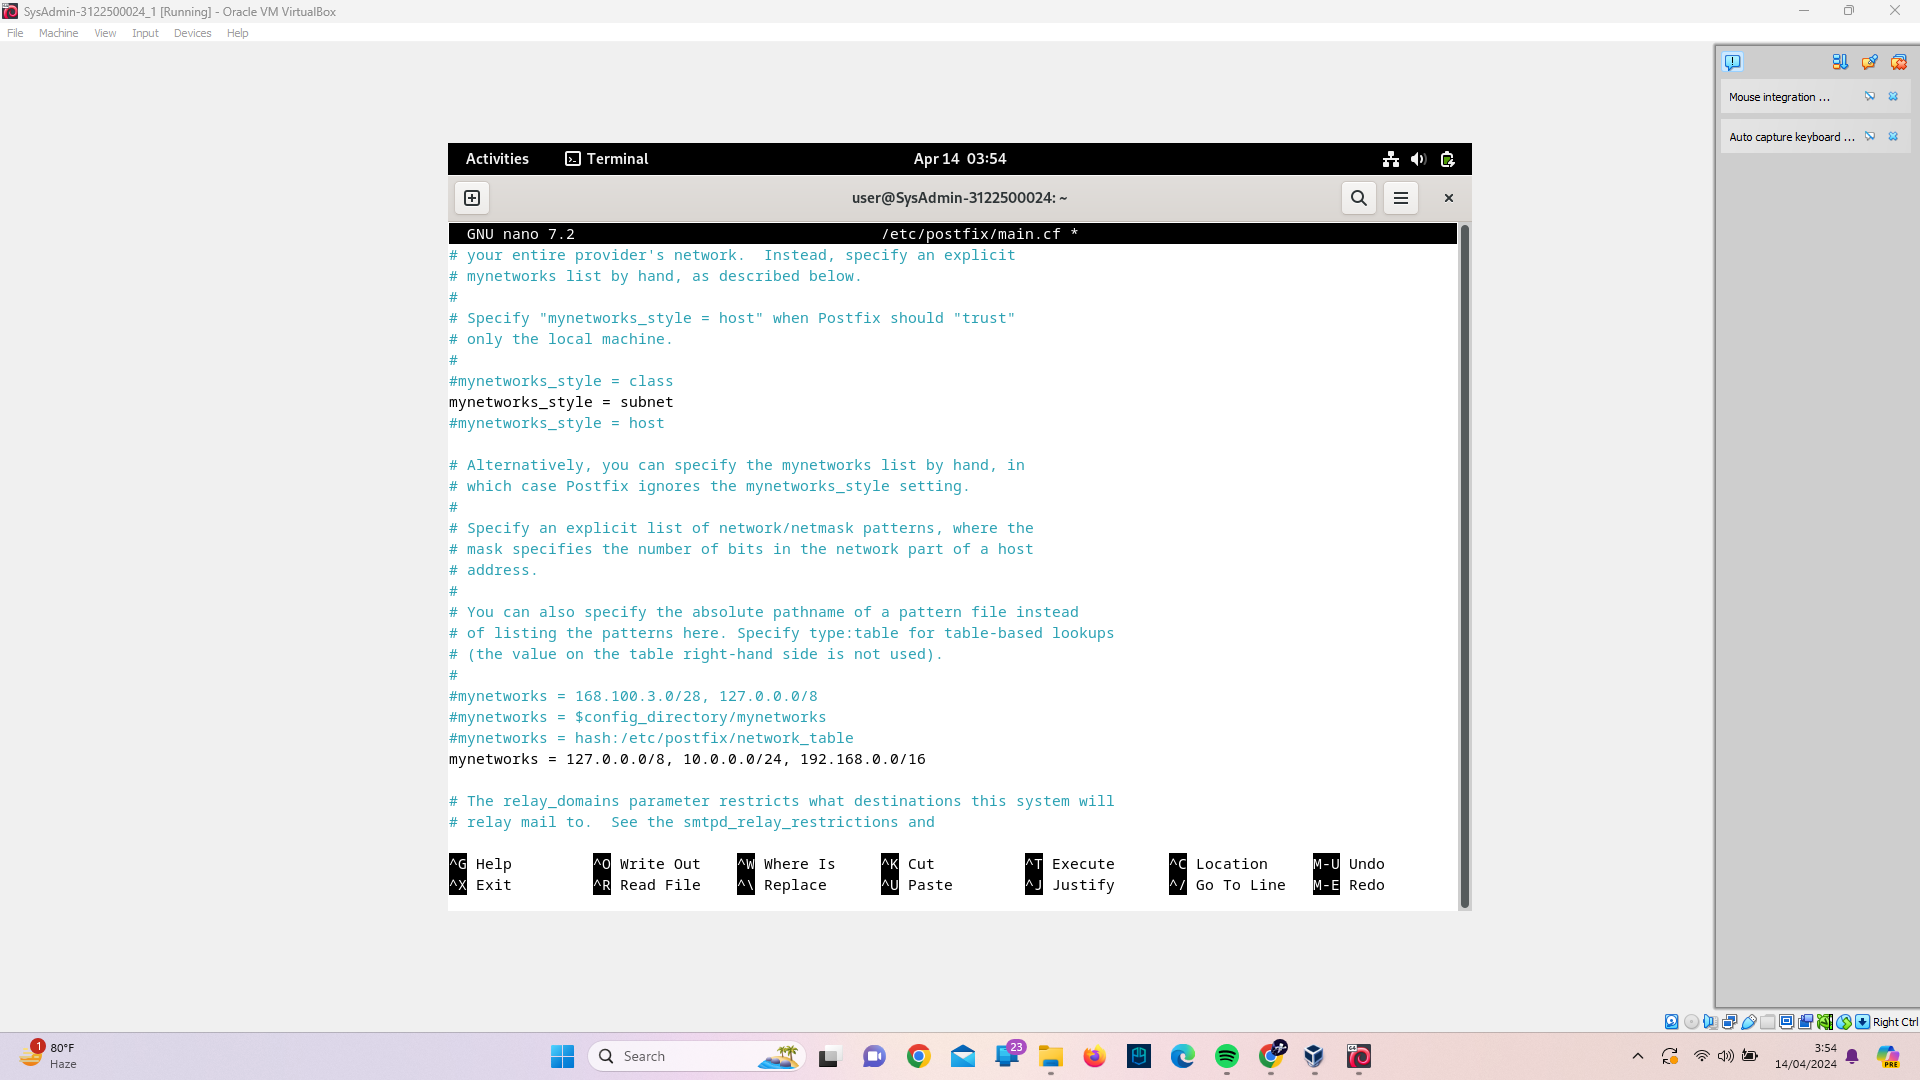 SysAdmin-3122500024_1 [Running] - Oracle VM VirtualBox
File Machine View Input Devices Help
Mouse integration ...
Auto capture keyboard ...
Activities Terminal Apr 14 03:54
user@SysAdmin-3122500024: ~
GNU nano 7.2 /etc/postfix/main.cf *
# your entire provider's network.  Instead, specify an explicit
# mynetworks list by hand, as described below.
#
# Specify "mynetworks_style = host" when Postfix should "trust"
# only the local machine.
#
#mynetworks_style = class
mynetworks_style = subnet
#mynetworks_style = host
# Alternatively, you can specify the mynetworks list by hand, in
# which case Postfix ignores the mynetworks_style setting.
#
# Specify an explicit list of network/netmask patterns, where the
# mask specifies the number of bits in the network part of a host
# address.
#
# You can also specify the absolute pathname of a pattern file instead
# of listing the patterns here. Specify type:table for table-based lookups
# (the value on the table right-hand side is not used).
#
#mynetworks = 168.100.3.0/28, 127.0.0.0/8
#mynetworks = $config_directory/mynetworks
#mynetworks = hash:/etc/postfix/network_table
mynetworks = 127.0.0.0/8, 10.0.0.0/24, 192.168.0.0/16
# The relay_domains parameter restricts what destinations this system will
# relay mail to.  See the smtpd_relay_restrictions and
^G Help ^O Write Out ^W Where Is ^K Cut ^T Execute ^C Location M-U Undo
^X Exit ^R Read File ^\ Replace ^U Paste ^J Justify ^/ Go To Line M-E Redo
Right Ctrl
1
80°F
Haze
Search
23
3:54
14/04/2024
PRE